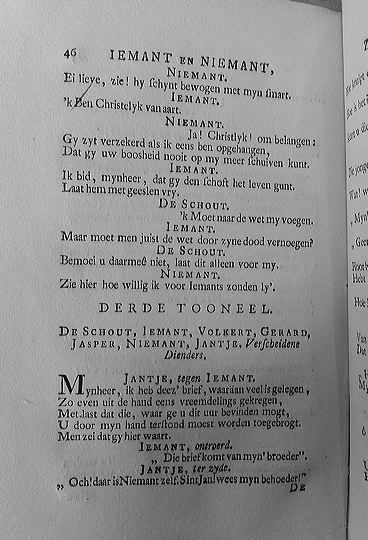 46 IEMANT EN NIEMANT,
NIEMANT.
Ei lieve, zie! hy schynt bewogen met myn smart.
IEMANT.
'k Ben Christelyk van aart.
NIEMANT.
Ja! Christlyk! om belangen:
Gy zyt verzekerd als ik eens ben opgehangen,
Dat gy uw boosheid nooit op my meer schuiven kunt.
IEMANT.
Ik bid, mynheer, dat gy den schoft het leven gunt.
Laat hem met geeslen vry.
DE SCHOUT.
'k Moet naar de wet my voegen.
IEMANT.
Maar moet men juist de wet door zyne dood vernoegen?
DE SCHOUT.
Bemoei u daarmeê niet, laat dit alleen voor my.
NIEMANT.
Zie hier hoe willig ik voor Iemants zonden ly'.
DERDE TOONEEL.
DE SCHOUT, IEMANT, VOLKERT, GERARD,
JASPER, NIEMANT, JANTJE, Verscheidene
Dienders.
JANTJE, tegen IEMANT.
Mynheer, ik heb deez' brief, waaräan veel is gelegen,
Zo even uit de hand eens vreemdelings gekregen,
Met last dat die, waar ge u dit uur bevinden mogt,
U door myn hand terstond moest worden toegebrogt.
Men zei dat gy hier waart.
IEMANT, ontroerd.
„ Die brief komt van myn' broeder".
JANTJE, ter zyde.
„ Och! daar is Niemant zelf. Sint Jan! wees myn behoeder!"
DE